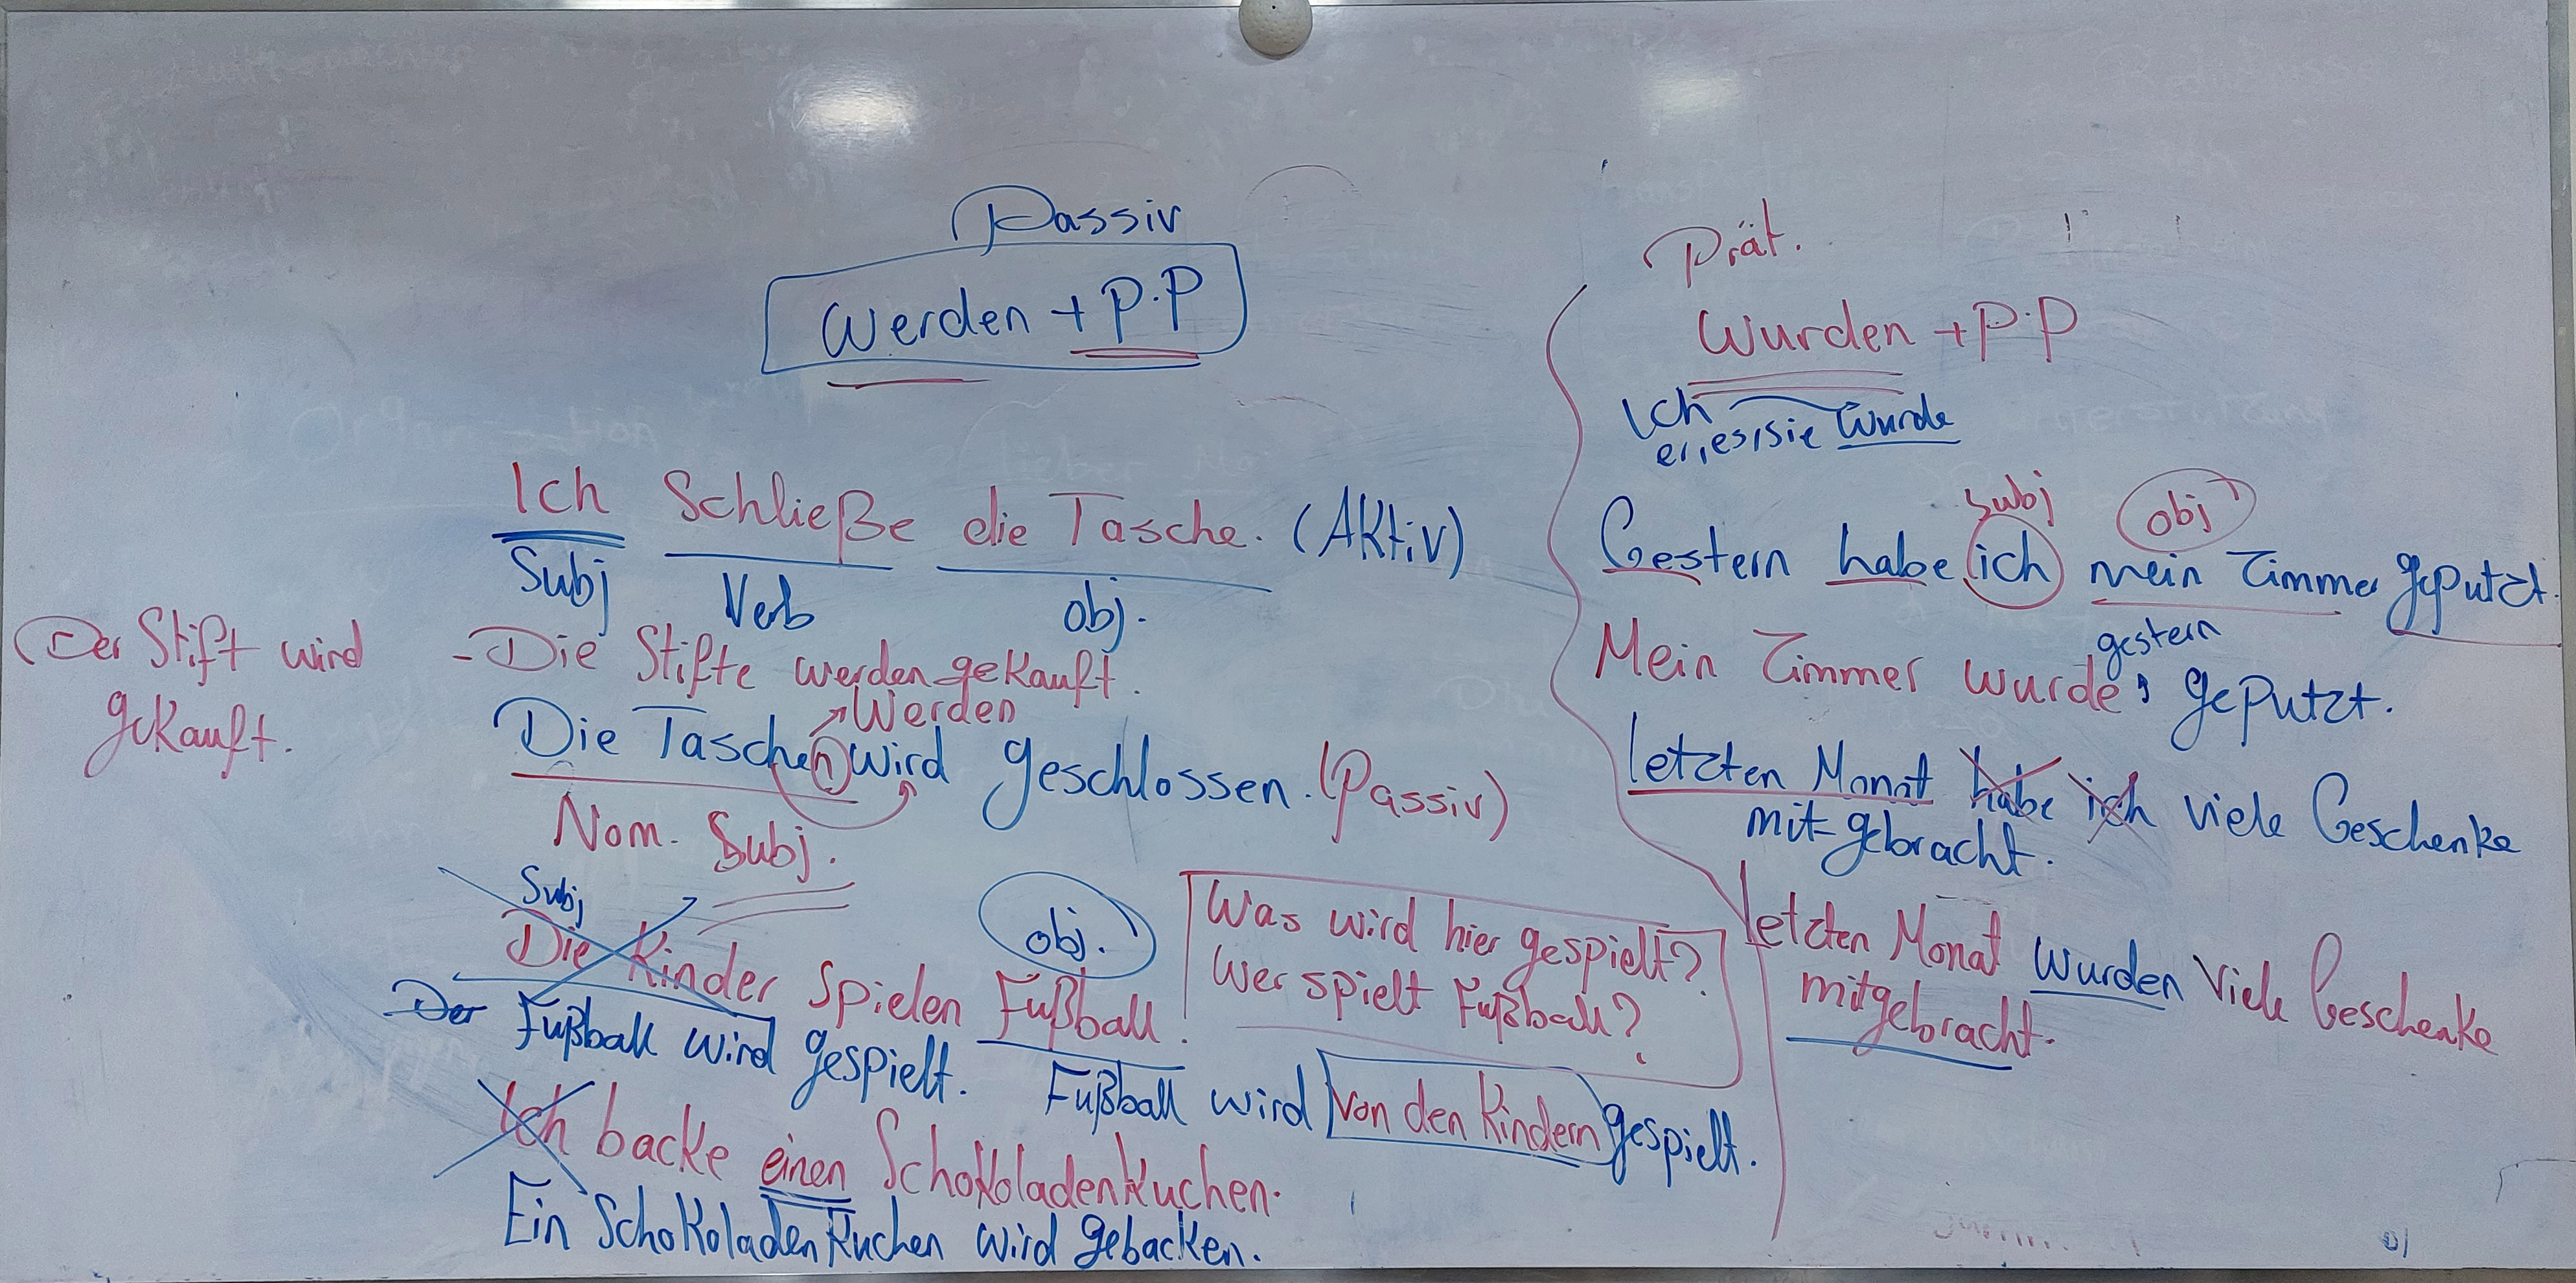 Passiv
Werden + P.P
Ich Schließe die Tasche. (Aktiv)
Subj Verb obj.
Der Stift wird
gekauft.
- Die Stifte werden gekauft.
Werden
Die Taschen wird geschlossen. (Passiv)
Nom. Subj.
Subj
obj.
Die Kinder spielen Fußball.
Was wird hier gespielt?
Wer spielt Fußball?
Der Fußball wird gespielt.
Fußball wird von den Kindern gespielt.
Ich backe einen Schokoladenkuchen.
Ein Schokoladenkuchen wird gebacken.
Prät.
Wurden + P.P
Ich
er, es, sie wurde
subj obj
Gestern habe ich mein Zimmer geputzt.
gestern
Mein Zimmer wurde, geputzt.
letzten Monat habe ich viele Geschenke
mitgebracht.
letzten Monat wurden viele Geschenke
mitgebracht.